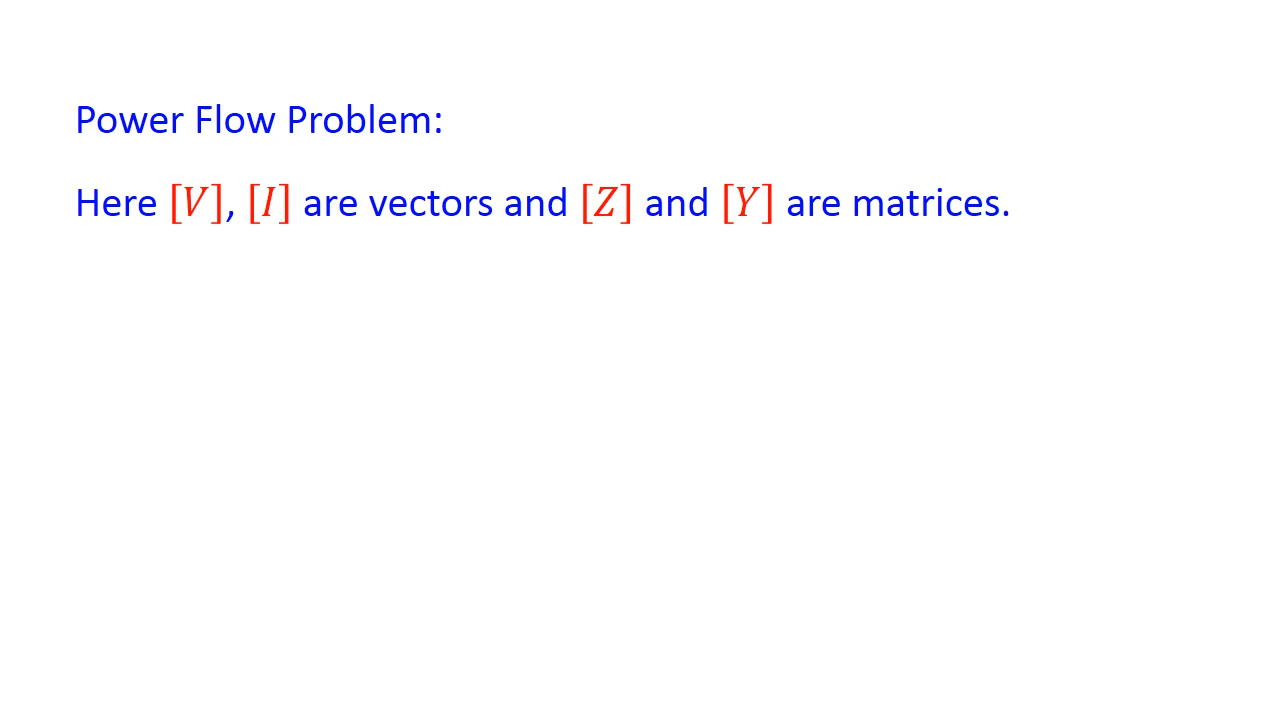 Power Flow Problem:
Here [V], [I] are vectors and [Z] and [Y] are matrices.